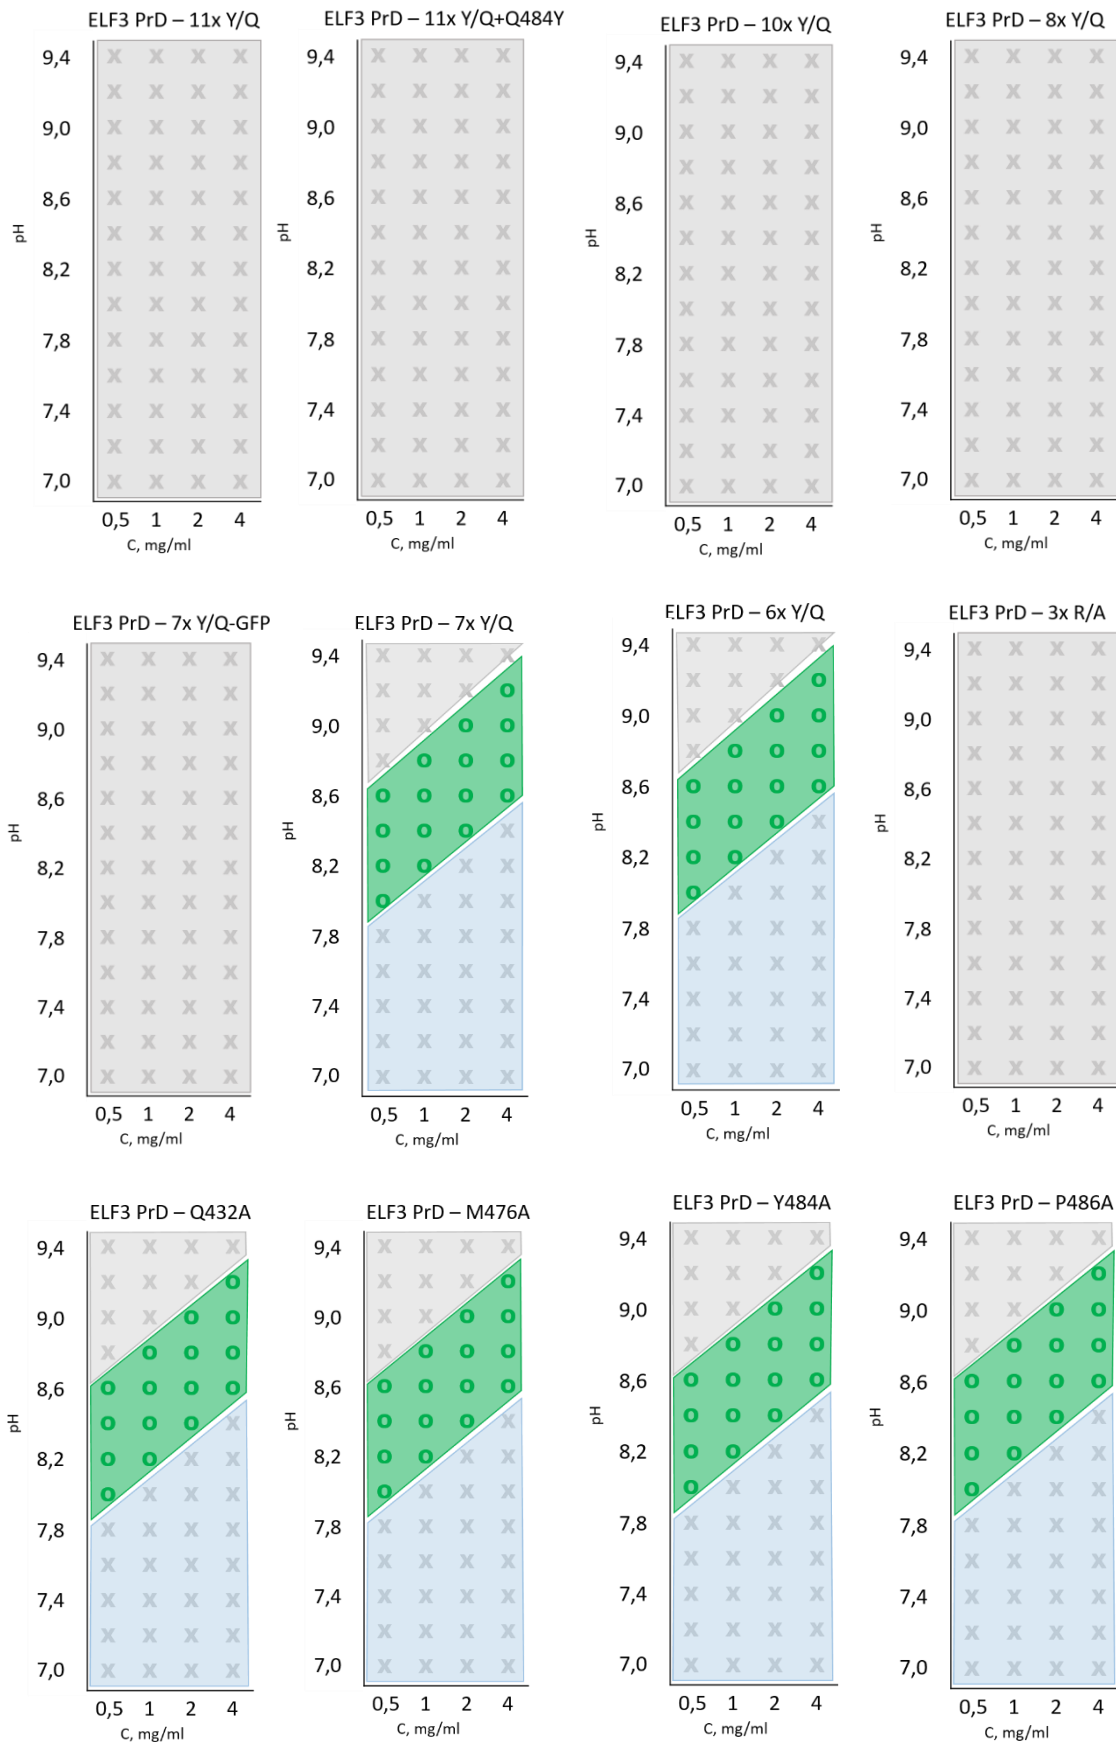 ELF3 PrD – 11x Y/Q
pH
9,4 X X X X
X X X X
9,0 X X X X
X X X X
8,6 X X X X
X X X X
8,2 X X X X
X X X X
7,8 X X X X
X X X X
7,4 X X X X
X X X X
7,0 X X X X
0,5 1 2 4
C, mg/ml
ELF3 PrD – 11x Y/Q+Q484Y
pH
9,4 X X X X
X X X X
9,0 X X X X
X X X X
8,6 X X X X
X X X X
8,2 X X X X
X X X X
7,8 X X X X
X X X X
7,4 X X X X
X X X X
7,0 X X X X
0,5 1 2 4
C, mg/ml
ELF3 PrD – 10x Y/Q
pH
9,4 X X X X
X X X X
9,0 X X X X
X X X X
8,6 X X X X
X X X X
8,2 X X X X
X X X X
7,8 X X X X
X X X X
7,4 X X X X
X X X X
7,0 X X X X
0,5 1 2 4
C, mg/ml
ELF3 PrD – 8x Y/Q
pH
9,4 X X X X
X X X X
9,0 X X X X
X X X X
8,6 X X X X
X X X X
8,2 X X X X
X X X X
7,8 X X X X
X X X X
7,4 X X X X
X X X X
7,0 X X X X
0,5 1 2 4
C, mg/ml
ELF3 PrD – 7x Y/Q-GFP
pH
9,4 X X X X
X X X X
9,0 X X X X
X X X X
8,6 X X X X
X X X X
8,2 X X X X
X X X X
7,8 X X X X
X X X X
7,4 X X X X
X X X X
7,0 X X X X
0,5 1 2 4
C, mg/ml
ELF3 PrD – 7x Y/Q
pH
9,4 X X X X
X X X O
9,0 X X O O
X O O O
8,6 O O O O
O O O X
8,2 O O X X
O X X X
7,8 X X X X
X X X X
7,4 X X X X
X X X X
7,0 X X X X
0,5 1 2 4
C, mg/ml
ELF3 PrD – 6x Y/Q
pH
9,4 X X X X
X X X O
9,0 X X O O
X O O O
8,6 O O O O
O O O X
8,2 O O X X
O X X X
7,8 X X X X
X X X X
7,4 X X X X
X X X X
7,0 X X X X
0,5 1 2 4
C, mg/ml
ELF3 PrD – 3x R/A
pH
9,4 X X X X
X X X X
9,0 X X X X
X X X X
8,6 X X X X
X X X X
8,2 X X X X
X X X X
7,8 X X X X
X X X X
7,4 X X X X
X X X X
7,0 X X X X
0,5 1 2 4
C, mg/ml
ELF3 PrD – Q432A
pH
9,4 X X X X
X X X O
9,0 X X O O
X O O O
8,6 O O O O
O O O X
8,2 O O X X
O X X X
7,8 X X X X
X X X X
7,4 X X X X
X X X X
7,0 X X X X
0,5 1 2 4
C, mg/ml
ELF3 PrD – M476A
pH
9,4 X X X X
X X X O
9,0 X X O O
X O O O
8,6 O O O O
O O O X
8,2 O O X X
O X X X
7,8 X X X X
X X X X
7,4 X X X X
X X X X
7,0 X X X X
0,5 1 2 4
C, mg/ml
ELF3 PrD – Y484A
pH
9,4 X X X X
X X X O
9,0 X X O O
X O O O
8,6 O O O O
O O O X
8,2 O O X X
O X X X
7,8 X X X X
X X X X
7,4 X X X X
X X X X
7,0 X X X X
0,5 1 2 4
C, mg/ml
ELF3 PrD – P486A
pH
9,4 X X X X
X X X O
9,0 X X O O
X O O O
8,6 O O O O
O O O X
8,2 O O X X
O X X X
7,8 X X X X
X X X X
7,4 X X X X
X X X X
7,0 X X X X
0,5 1 2 4
C, mg/ml